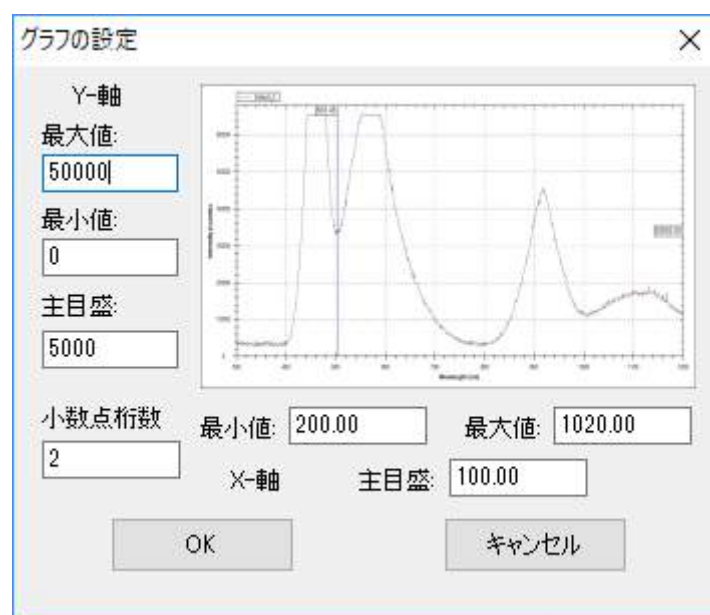 グラフの設定
Y-軸
最大値:
50000
最小値:
0
主目盛:
5000
小数点桁数
2
最小値: 200.00
最大値: 1020.00
X-軸
主目盛: 100.00
OK
キャンセル